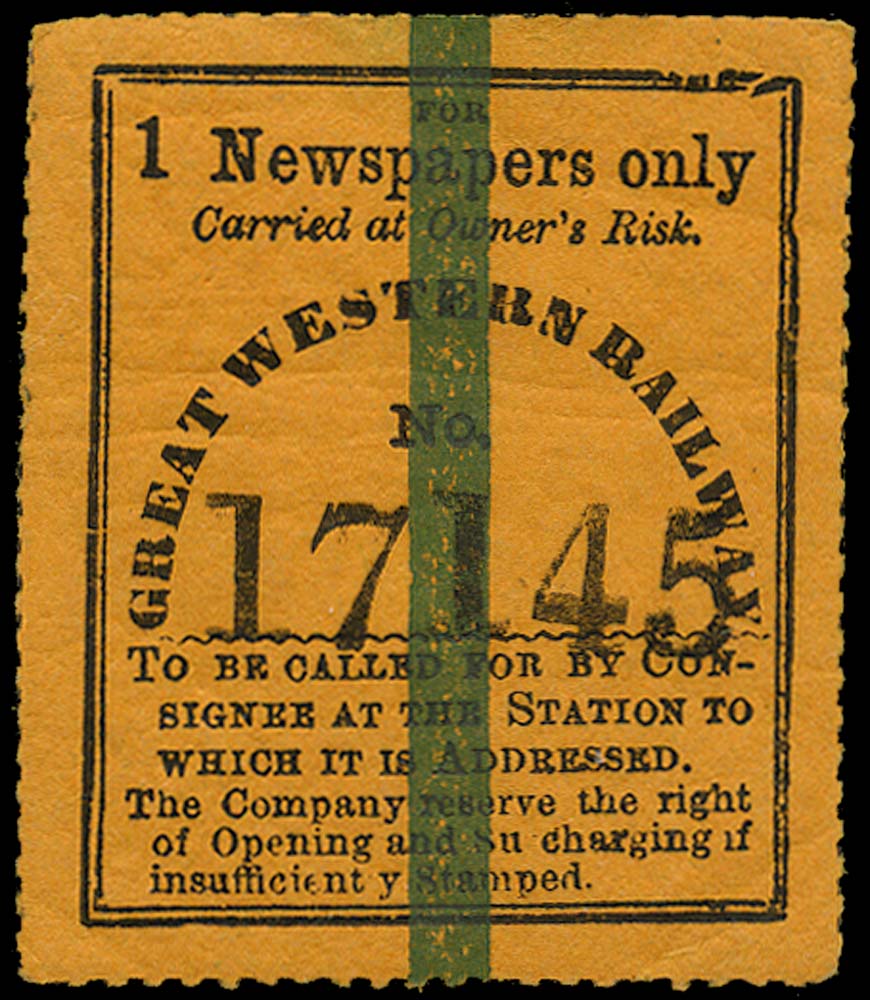 FOR
1 Newspapers only
Carried at Owner's Risk.
GREAT WESTERN RAILWAY
No.
17145
TO BE CALLED FOR BY CON-
SIGNEE AT THE STATION TO
WHICH IT IS ADDRESSED.
The Company reserve the right
of Opening and Su charging if
insufficient y Stamped.